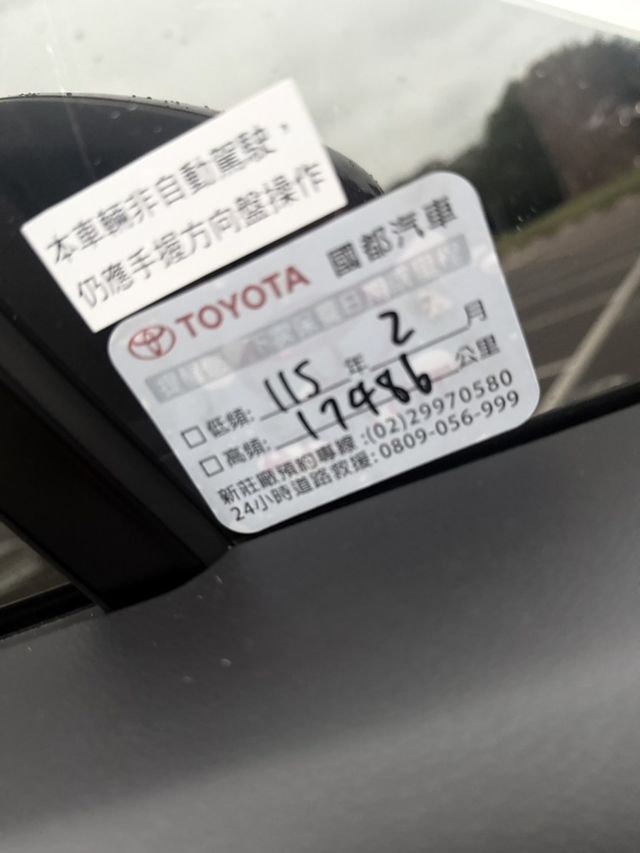 本車輛非自動駕駛，
仍應手握方向盤操作
TOYOTA 國都汽車
低頻: 115 年 2 月
高頻: 17486 公里
新莊廠預約專線:(02)29970580
24小時道路救援: 0809-056-999